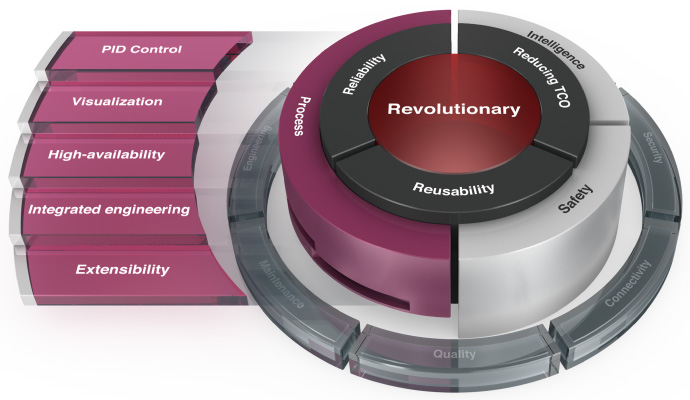 PID Control
Visualization
High-availability
Integrated engineering
Extensibility
Process
Reliability
Revolutionary
Reusability
Intelligence
Reducing TCO
Safety
Engineering
Security
Maintenance
Connectivity
Quality